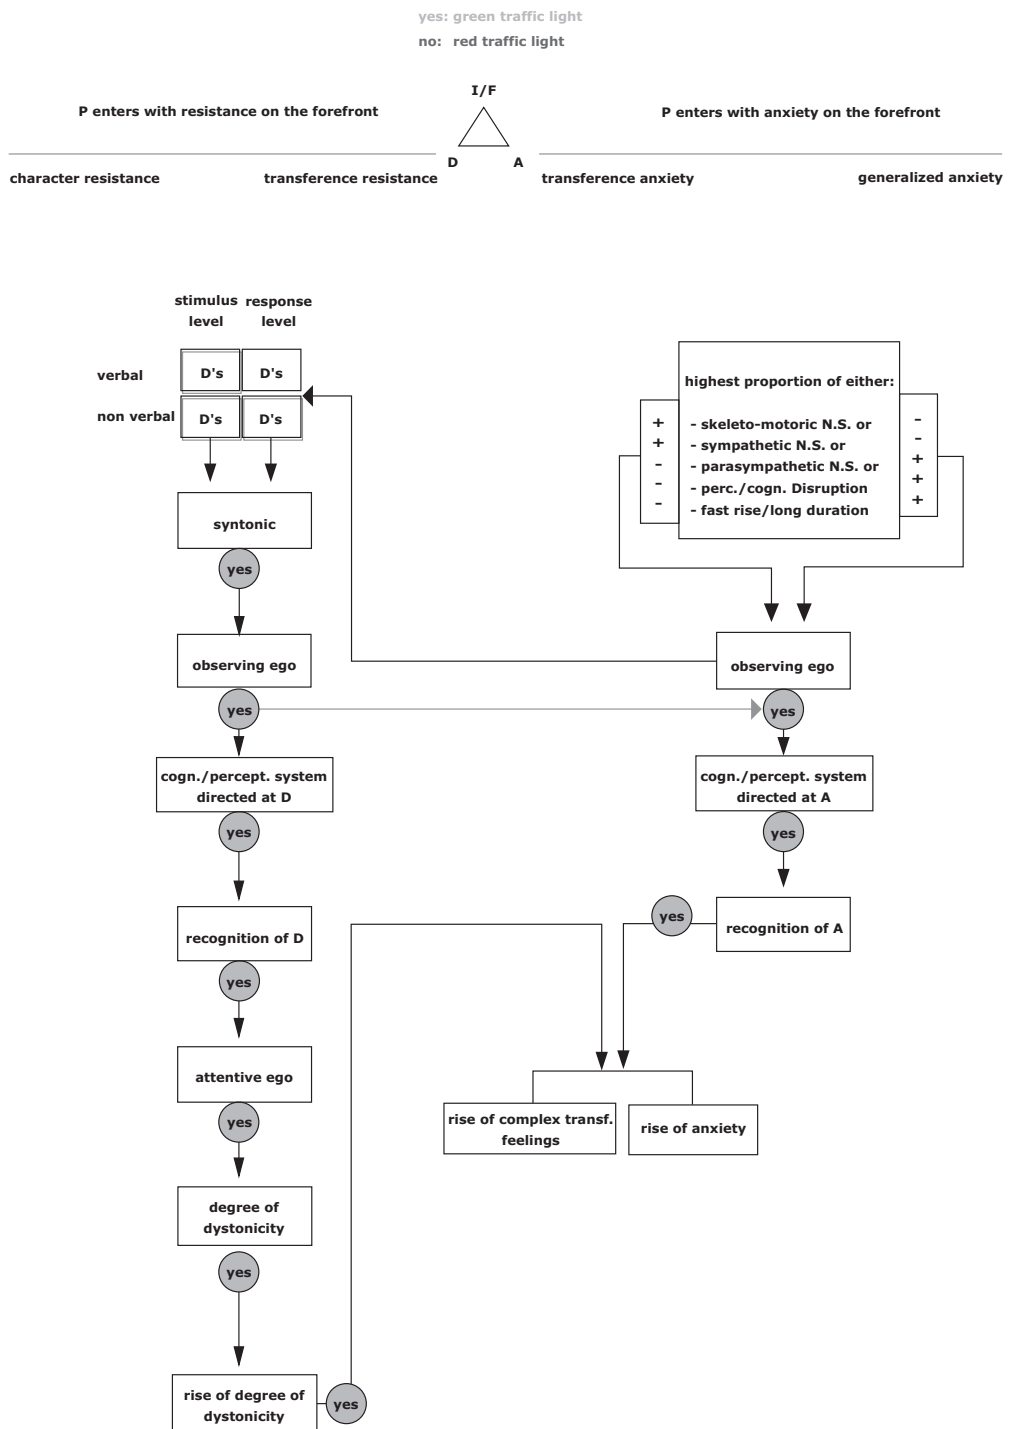 yes: green traffic light
no: red traffic light
I/F
P enters with resistance on the forefront
P enters with anxiety on the forefront
D
A
character resistance
transference resistance
transference anxiety
generalized anxiety
stimulus
level
response
level
verbal
D's
D's
non verbal
D's
D's
syntonic
yes
observing ego
yes
cogn./percept. system
directed at D
yes
recognition of D
yes
attentive ego
yes
degree of
dystonicity
yes
rise of degree of
dystonicity
yes
highest proportion of either:
+ - skeleto-motoric N.S. or -
+ - sympathetic N.S. or -
- - parasympathetic N.S. or +
- - perc./cogn. Disruption +
- - fast rise/long duration +
observing ego
yes
cogn./percept. system
directed at A
yes
recognition of A
yes
rise of complex transf.
feelings
rise of anxiety